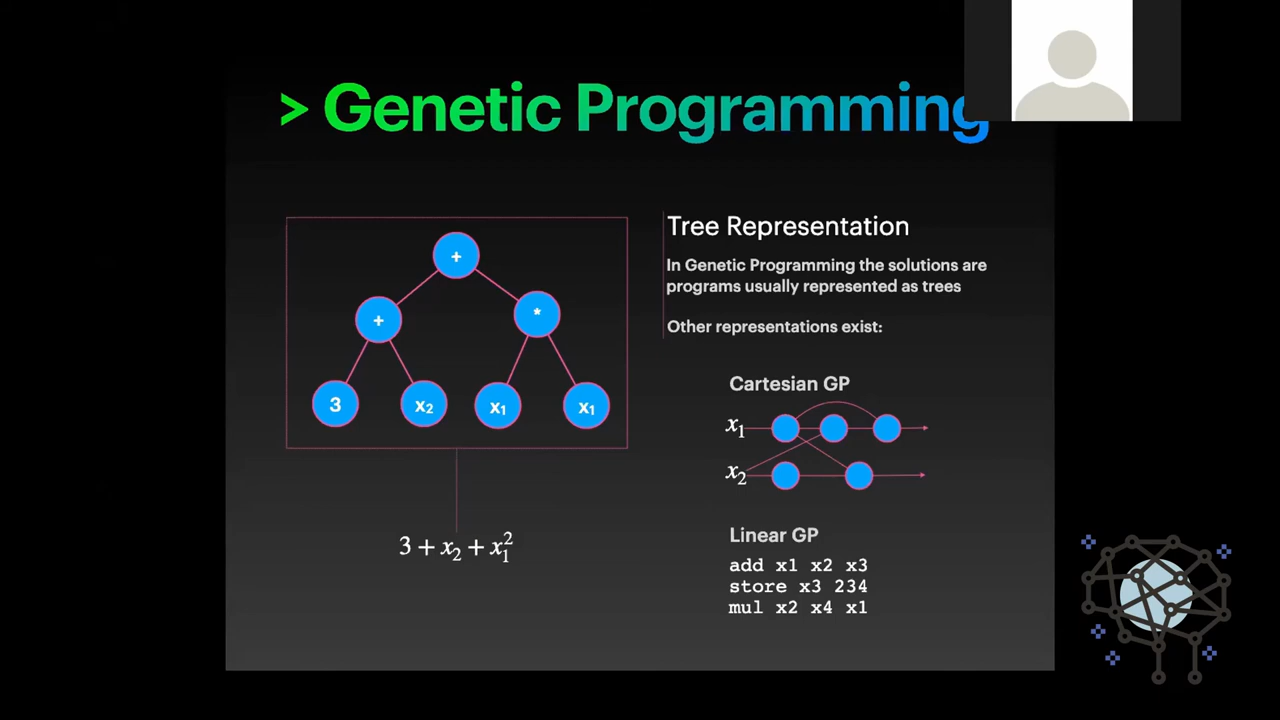 > Genetic Programming
+
+
*
3
x₂
x₁
x₁
3 + x₂ + x₁²
Tree Representation
In Genetic Programming the solutions are
programs usually represented as trees
Other representations exist:
Cartesian GP
x₁
x₂
Linear GP
add x1 x2 x3
store x3 234
mul x2 x4 x1